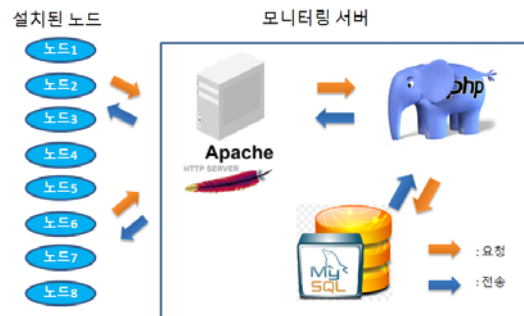 설치된 노드
모니터링 서버
노드1
노드2
노드3
노드4
노드5
노드6
노드7
노드8
Apache
HTTP SERVER
php
MySQL
: 요청
: 전송